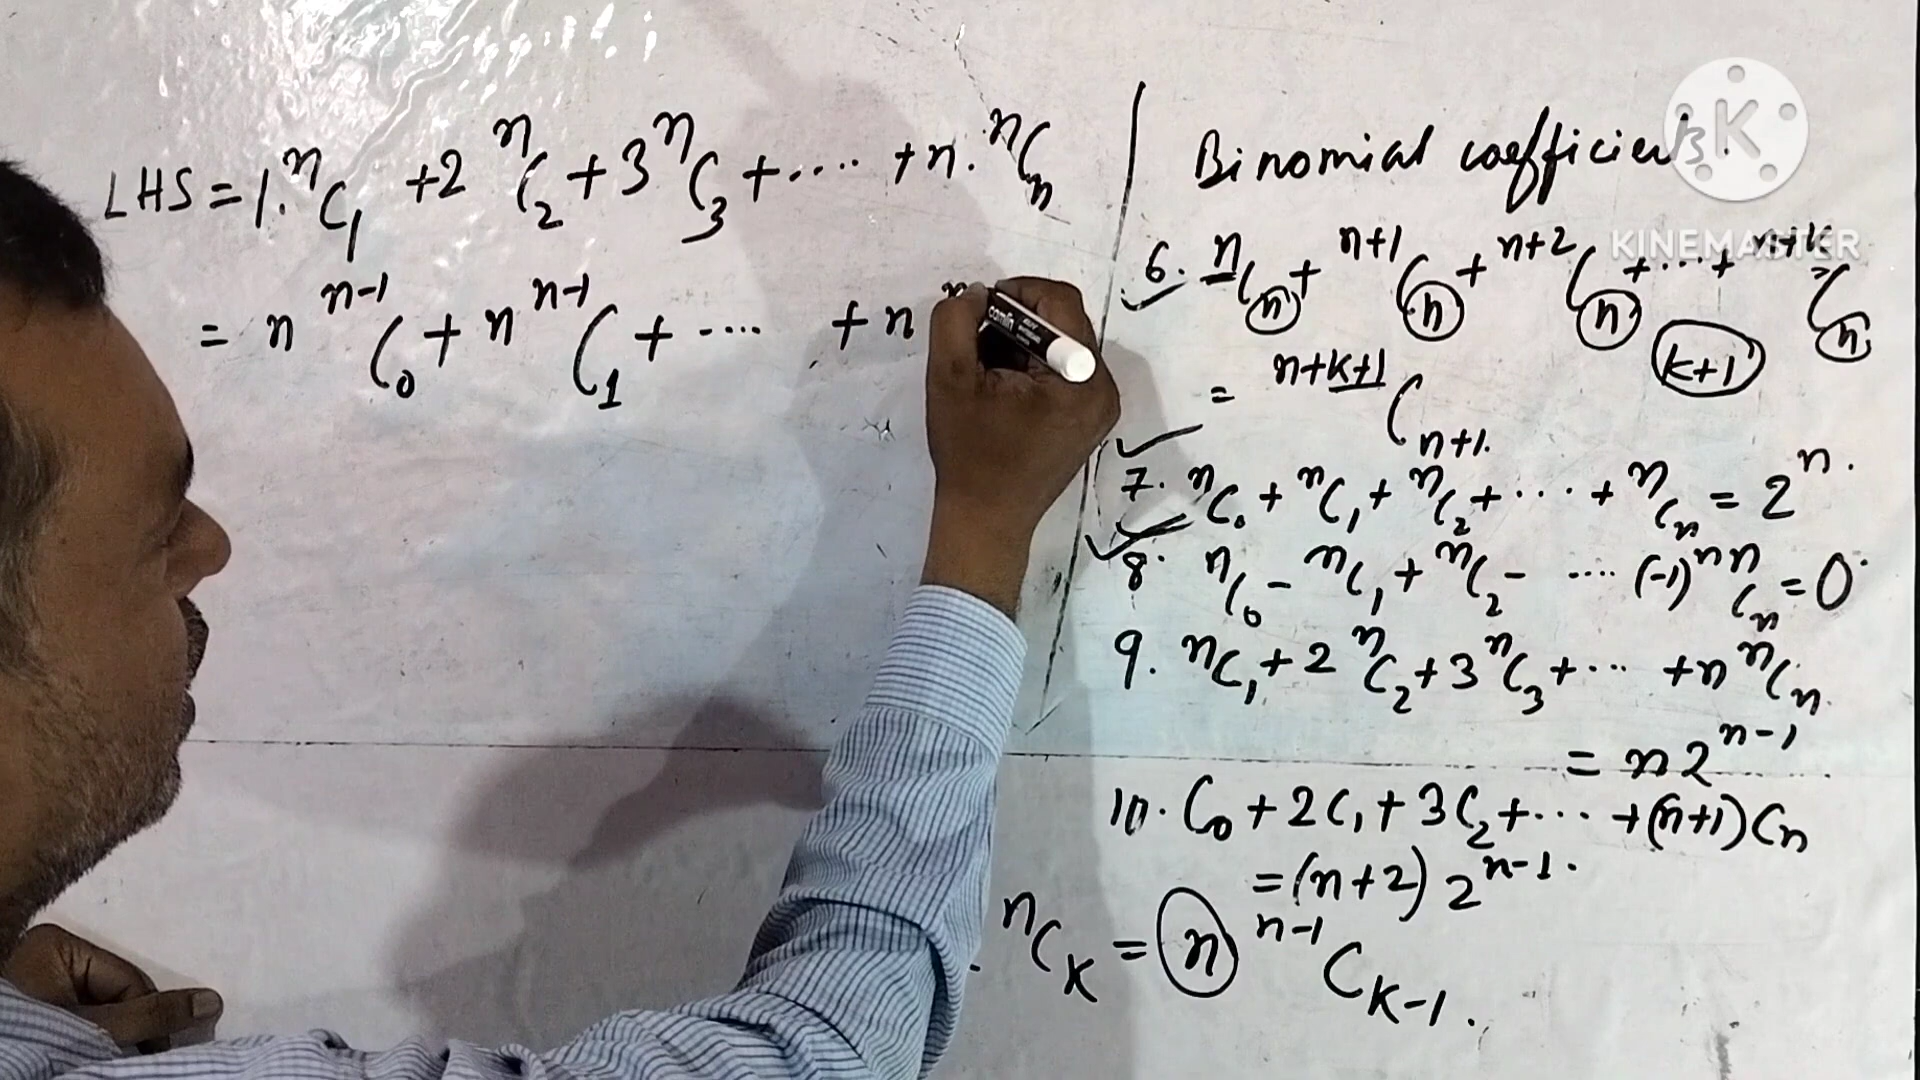 LHS = 1. ⁿC₁ + 2 ⁿC₂ + 3 ⁿC₃ + .... + n. ⁿCₙ
= n ⁿ⁻¹C₀ + n ⁿ⁻¹C₁ + .... + n
Binomial coefficients.
6. ⁿCₙ + ⁿ⁺¹Cₙ + ⁿ⁺²Cₙ + ... + ⁿ⁺ᵏCₙ
k+1
= ⁿ⁺ᵏ⁺¹Cₙ₊₁.
7. ⁿC₀ + ⁿC₁ + ⁿC₂ + .... + ⁿCₙ = 2ⁿ.
8. ⁿC₀ - ⁿC₁ + ⁿC₂ - .... (-1)ⁿ ⁿCₙ = 0
9. ⁿC₁ + 2 ⁿC₂ + 3 ⁿC₃ + ... + n ⁿCₙ
= n 2ⁿ⁻¹
10. C₀ + 2C₁ + 3C₂ + ... + (n+1) Cₙ
= (n+2) 2ⁿ⁻¹.
ⁿCₖ = n ⁿ⁻¹Cₖ₋₁.
K
KINEMASTER
camlin